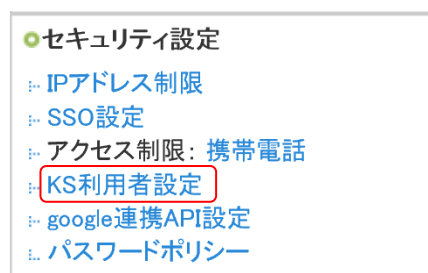 セキュリティ設定
IPアドレス制限
SSO設定
アクセス制限： 携帯電話
KS利用者設定
google連携API設定
パスワードポリシー